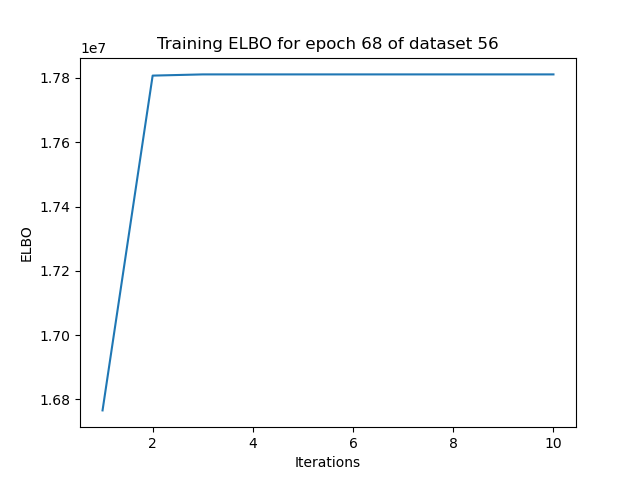 Training ELBO for epoch 68 of dataset 56
1e7
1.78
1.76
1.74
1.72
1.70
1.68
ELBO
2 4 6 8 10
Iterations